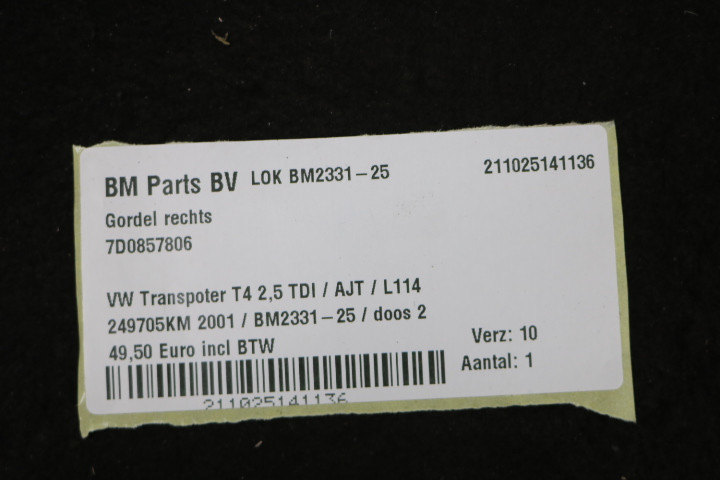 BM Parts BV LOK BM2331-25 211025141136
Gordel rechts
7D0857806
VW Transpoter T4 2,5 TDI / AJT / L114
249705KM 2001 / BM2331-25 / doos 2
49,50 Euro incl BTW
Verz: 10
Aantal: 1
211025141136